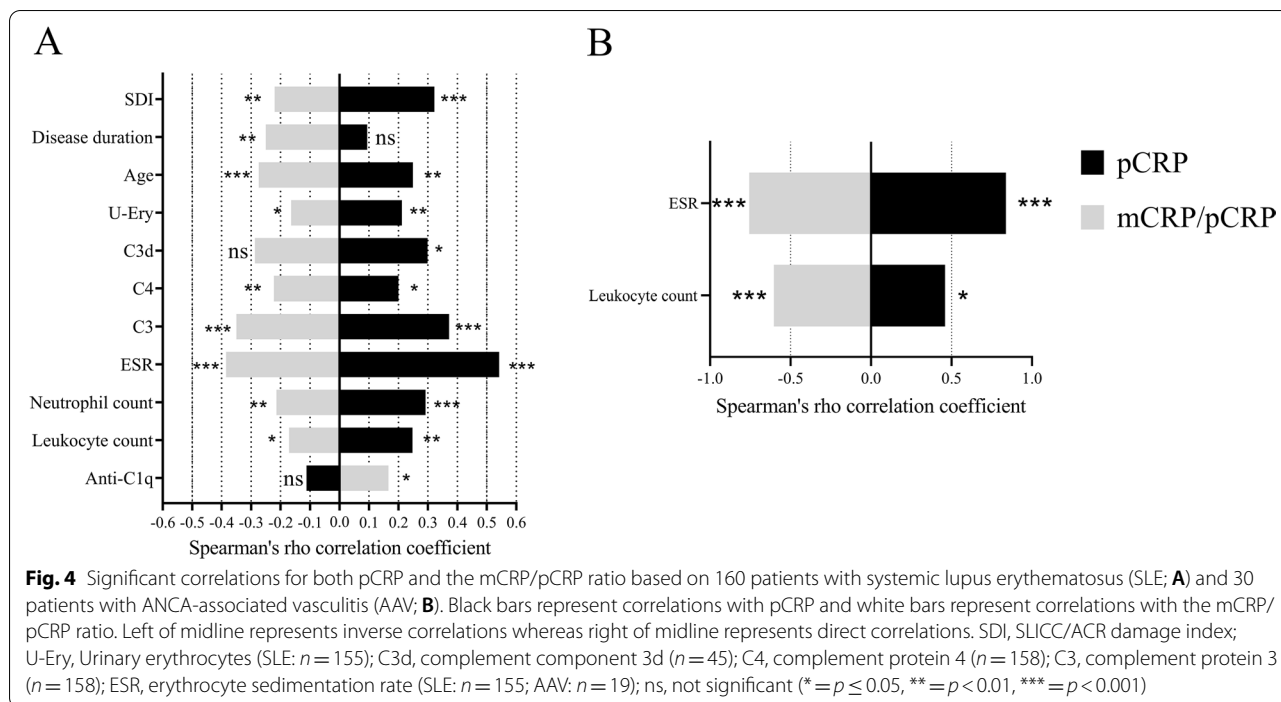 A
SDI
** ***
Disease duration
** ns
Age
*** **
U-Ery
* **
C3d
ns *
C4
** *
C3
*** ***
ESR
*** ***
Neutrophil count
** ***
Leukocyte count
* **
Anti-C1q
ns *
-0.6 -0.5 -0.4 -0.3 -0.2 -0.1 0.0 0.1 0.2 0.3 0.4 0.5 0.6
Spearman's rho correlation coefficient
B
ESR
*** ***
Leukocyte count
*** *
-1.0 -0.5 0.0 0.5 1.0
Spearman's rho correlation coefficient
pCRP
mCRP/pCRP
Fig. 4 Significant correlations for both pCRP and the mCRP/pCRP ratio based on 160 patients with systemic lupus erythematosus (SLE; A) and 30
patients with ANCA-associated vasculitis (AAV; B). Black bars represent correlations with pCRP and white bars represent correlations with the mCRP/
pCRP ratio. Left of midline represents inverse correlations whereas right of midline represents direct correlations. SDI, SLICC/ACR damage index;
U-Ery, Urinary erythrocytes (SLE: n = 155); C3d, complement component 3d (n = 45); C4, complement protein 4 (n = 158); C3, complement protein 3
(n = 158); ESR, erythrocyte sedimentation rate (SLE: n = 155; AAV: n = 19); ns, not significant (* = p ≤ 0.05, ** = p < 0.01, *** = p < 0.001)